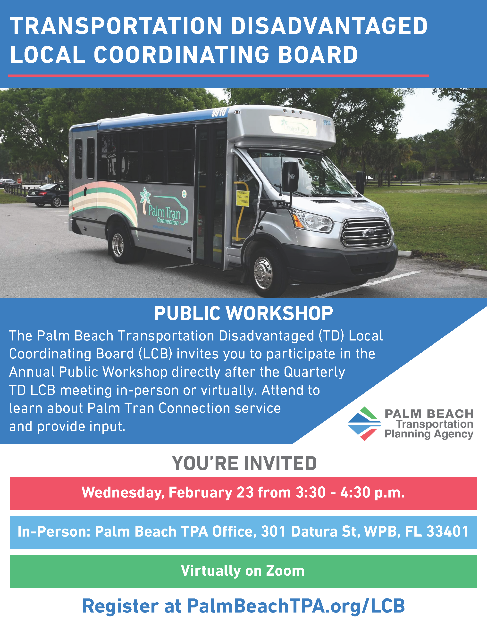 TRANSPORTATION DISADVANTAGED
LOCAL COORDINATING BOARD
Palm Tran
PUBLIC WORKSHOP
The Palm Beach Transportation Disadvantaged (TD) Local
Coordinating Board (LCB) invites you to participate in the
Annual Public Workshop directly after the Quarterly
TD LCB meeting in-person or virtually. Attend to
learn about Palm Tran Connection service
and provide input.
PALM BEACH
Transportation
Planning Agency
YOU'RE INVITED
Wednesday, February 23 from 3:30 - 4:30 p.m.
In-Person: Palm Beach TPA Office, 301 Datura St, WPB, FL 33401
Virtually on Zoom
Register at PalmBeachTPA.org/LCB